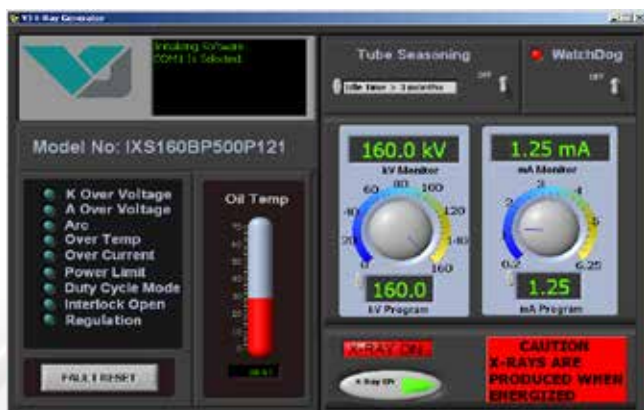 VJ X-Ray Generator
Initializing Software
COM1 Is Selected
Tube Seasoning
Idle Time > 3 months
OFF
WatchDog
OFF
Model No: IXS160BP500P121
K Over Voltage
A Over Voltage
Arc
Over Temp
Over Current
Power Limit
Duty Cycle Mode
Interlock Open
Regulation
FAULT RESET
Oil Temp
160.0 kV
kV Monitor
0 20 40 60 80 100 120 140 160
160.0
kV Program
1.25 mA
mA Monitor
0.2 1 2 3 4 5 6.25
1.25
mA Program
X-RAY ON
X-Ray ON
CAUTION
X-RAYS ARE
PRODUCED WHEN
ENERGIZED